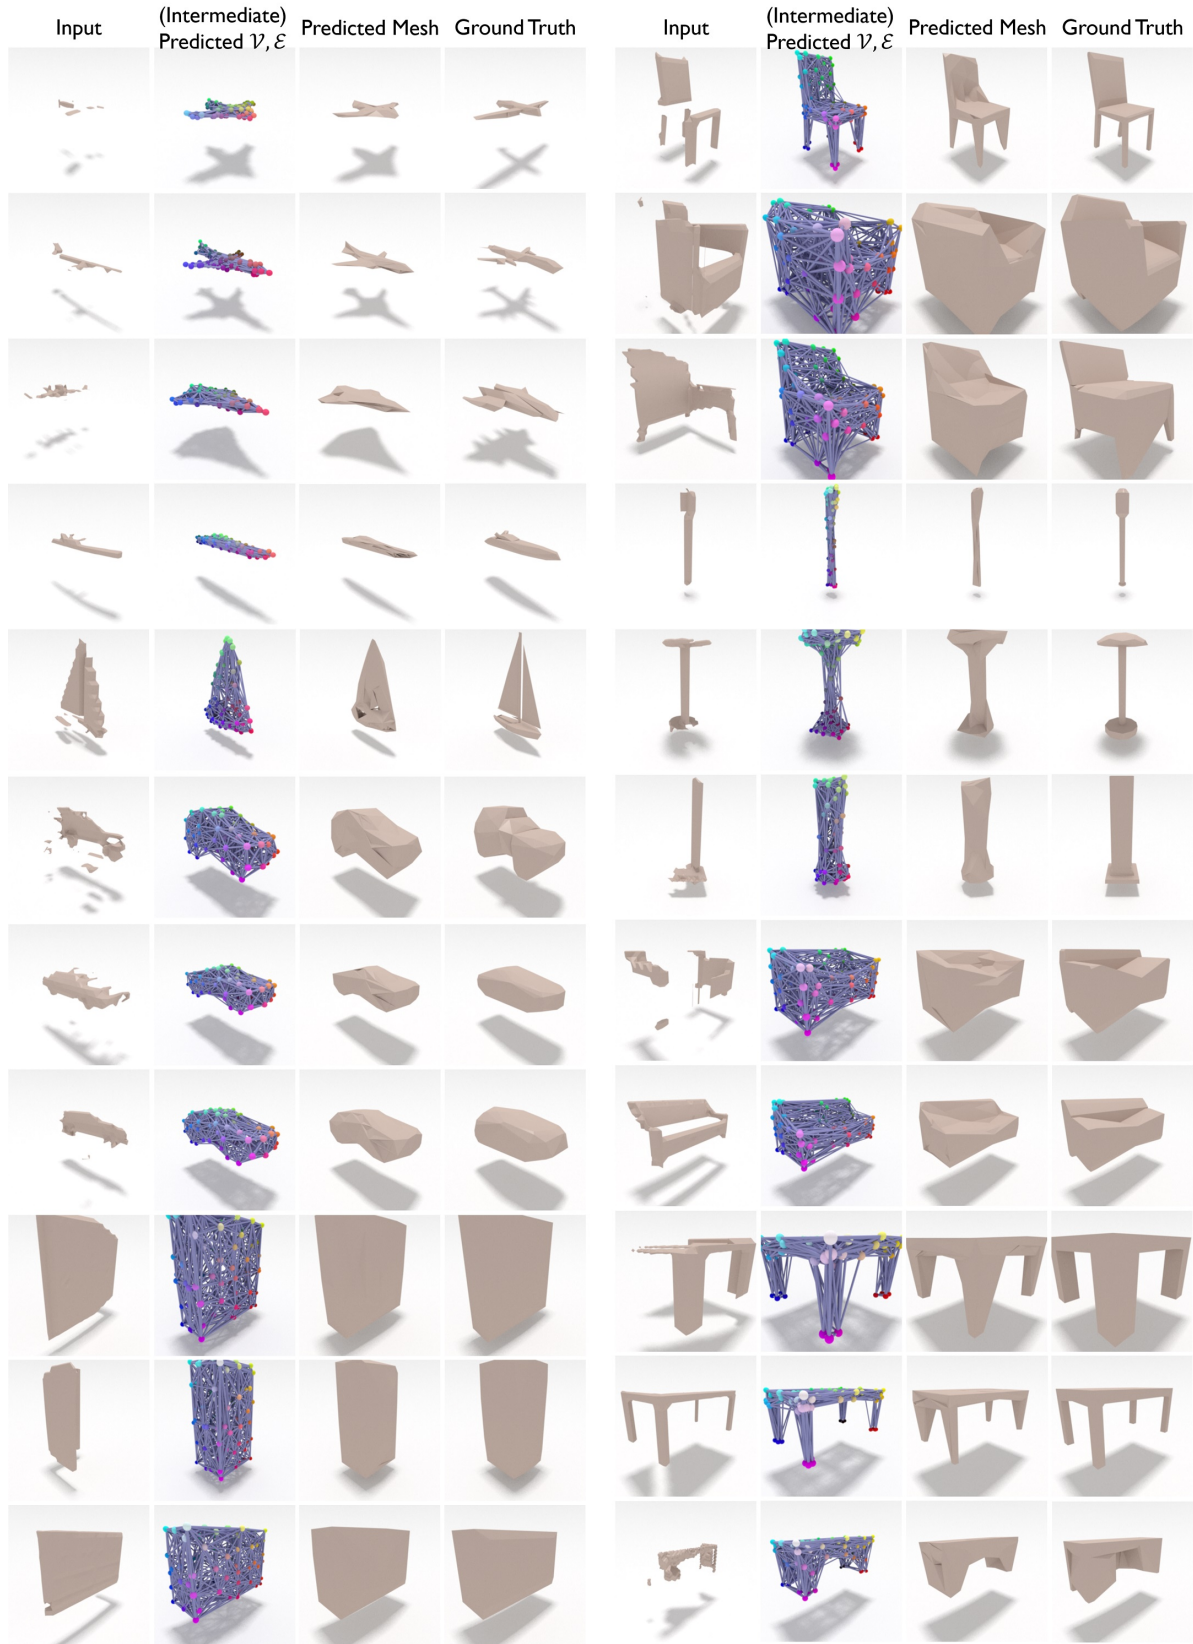 Input
(Intermediate)
Predicted 𝒱, ℰ
Predicted Mesh
Ground Truth
Input
(Intermediate)
Predicted 𝒱, ℰ
Predicted Mesh
Ground Truth